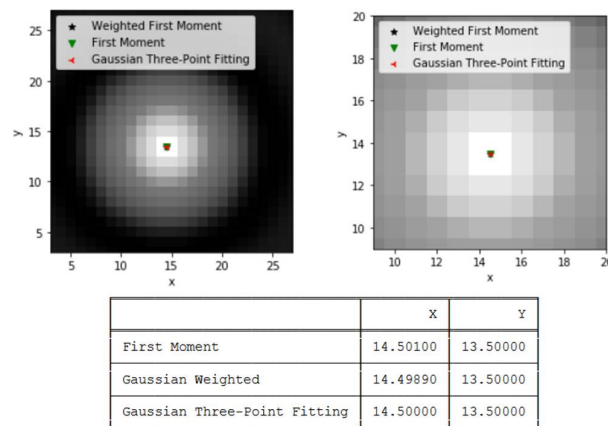 Weighted First Moment
First Moment
Gaussian Three-Point Fitting
25
20
15
10
5
y
5 10 15 20 25
x
Weighted First Moment
First Moment
Gaussian Three-Point Fitting
20
18
16
14
12
10
y
10 12 14 16 18 20
x
X Y
First Moment 14.50100 13.50000
Gaussian Weighted 14.49890 13.50000
Gaussian Three-Point Fitting 14.50000 13.50000